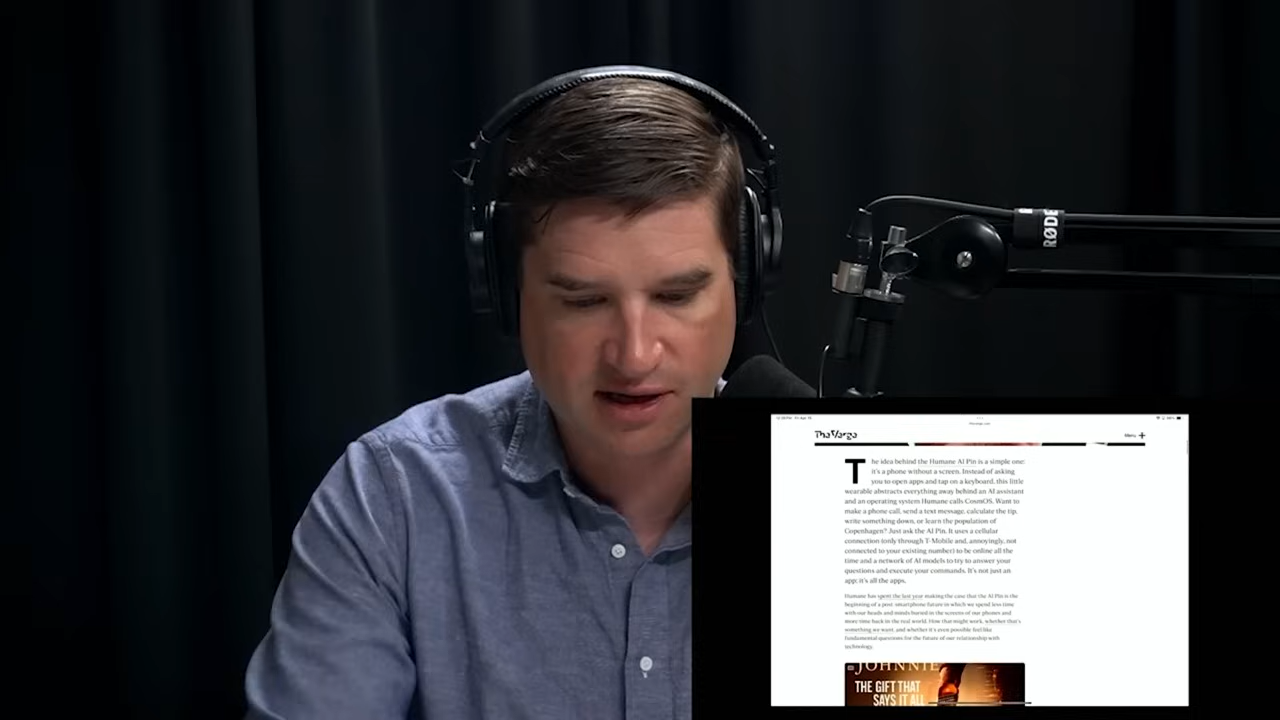 RØDE
The Verge
Menu
The idea behind the Humane AI Pin is a simple one:
it's a phone without a screen. Instead of asking
you to open apps and tap on a keyboard, this little
wearable abstracts everything away behind an AI assistant
and an operating system Humane calls CosmOS. Want to
make a phone call, send a text message, calculate the tip,
write something down, or learn the population of
Copenhagen? Just ask the AI Pin. It uses a cellular
connection (only through T-Mobile and, annoyingly, not
connected to your existing number) to be online all the
time and a network of AI models to try to answer your
questions and execute your commands. It's not just an
app; it's all the apps.
Humane has spent the last year making the case that the AI Pin is the
beginning of a post-smartphone future in which we spend less time
with our heads and minds buried in the screens of our phones and
more time back in the real world. How that might work, whether that's
something we want, and whether it's even possible feel like
fundamental questions for the future of our relationship with
technology.
JOHNNIE
THE GIFT THAT
SAYS IT ALL